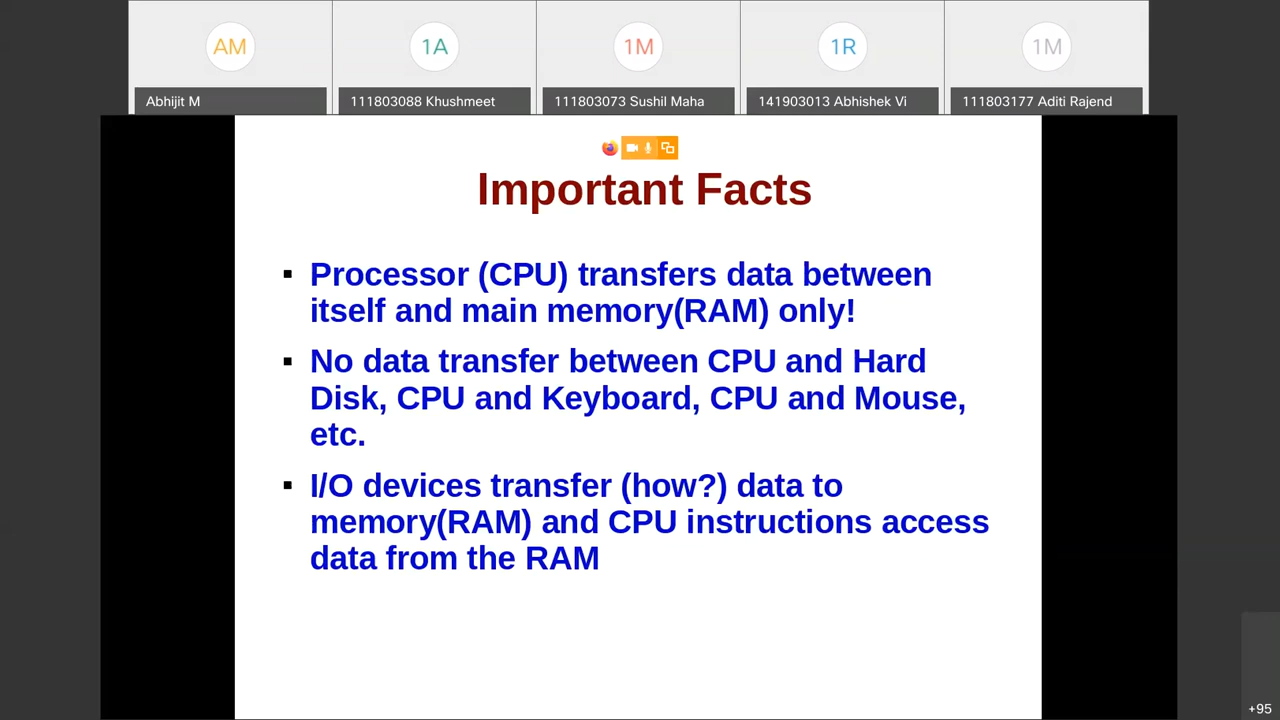 AM
1A
1M
1R
1M
Abhijit M
111803088 Khushmeet
111803073 Sushil Maha
141903013 Abhishek Vi
111803177 Aditi Rajend
Important Facts
Processor (CPU) transfers data between
itself and main memory(RAM) only!
No data transfer between CPU and Hard
Disk, CPU and Keyboard, CPU and Mouse,
etc.
I/O devices transfer (how?) data to
memory(RAM) and CPU instructions access
data from the RAM
+95